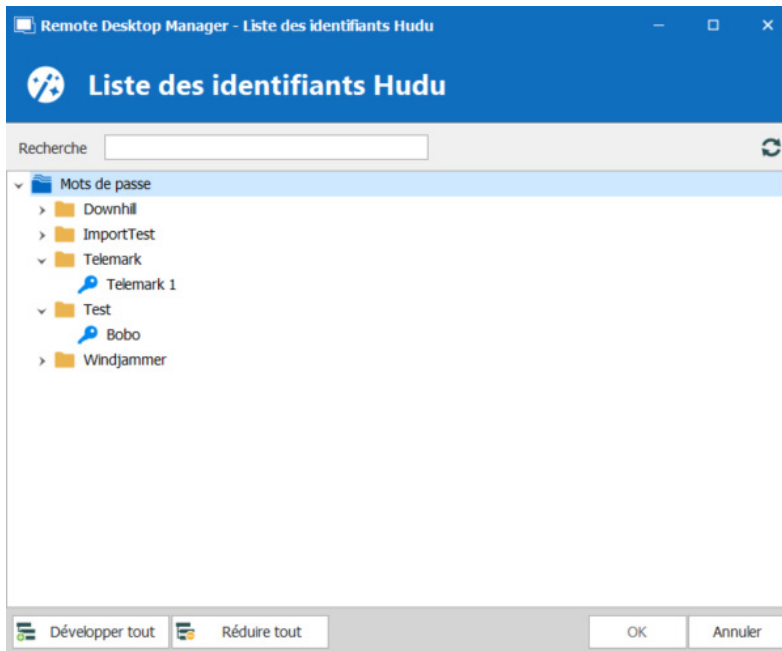 Remote Desktop Manager - Liste des identifiants Hudu
Liste des identifiants Hudu
Recherche
Mots de passe
Downhill
ImportTest
Telemark
Telemark 1
Test
Bobo
Windjammer
Développer tout Réduire tout OK Annuler